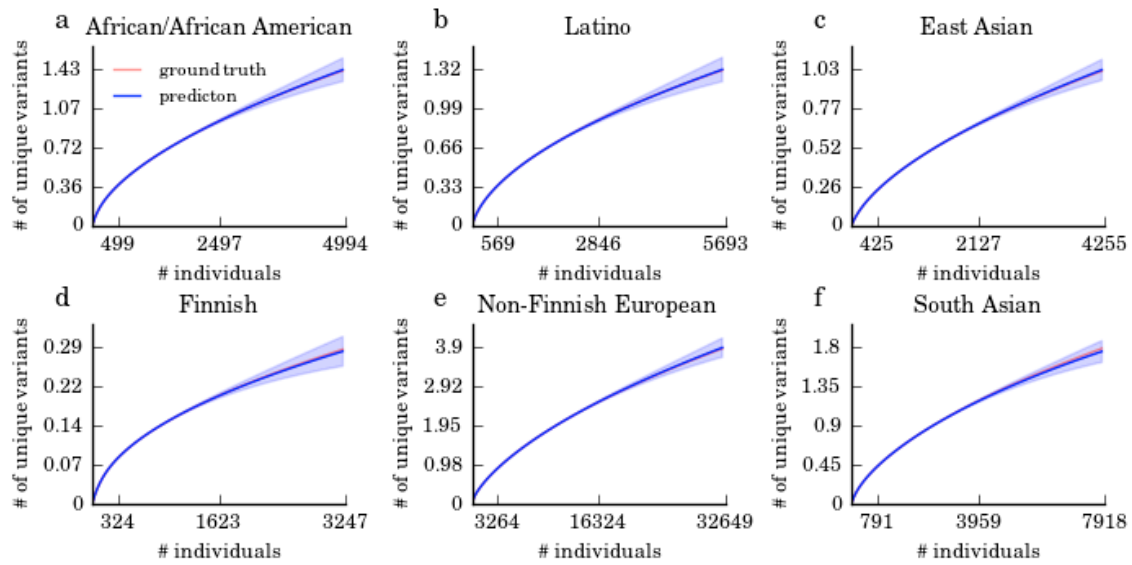 a African/African American
# of unique variants
1.43
1.07
0.72
0.36
0
ground truth
predicton
499 2497 4994
# individuals
b Latino
# of unique variants
1.32
0.99
0.66
0.33
0
569 2846 5693
# individuals
c East Asian
# of unique variants
1.03
0.77
0.52
0.26
0
425 2127 4255
# individuals
d Finnish
# of unique variants
0.29
0.22
0.14
0.07
0
324 1623 3247
# individuals
e Non-Finnish European
# of unique variants
3.9
2.92
1.95
0.98
0
3264 16324 32649
# individuals
f South Asian
# of unique variants
1.8
1.35
0.9
0.45
0
791 3959 7918
# individuals